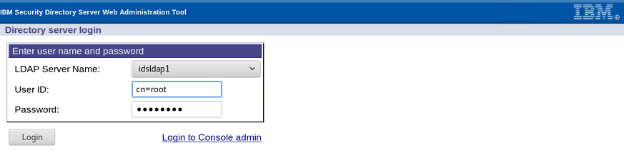 IBM Security Directory Server Web Administration Tool
IBM®
Directory server login
Enter user name and password
LDAP Server Name: idsldap1
User ID: cn=root
Password: ••••••••
Login Login to Console admin